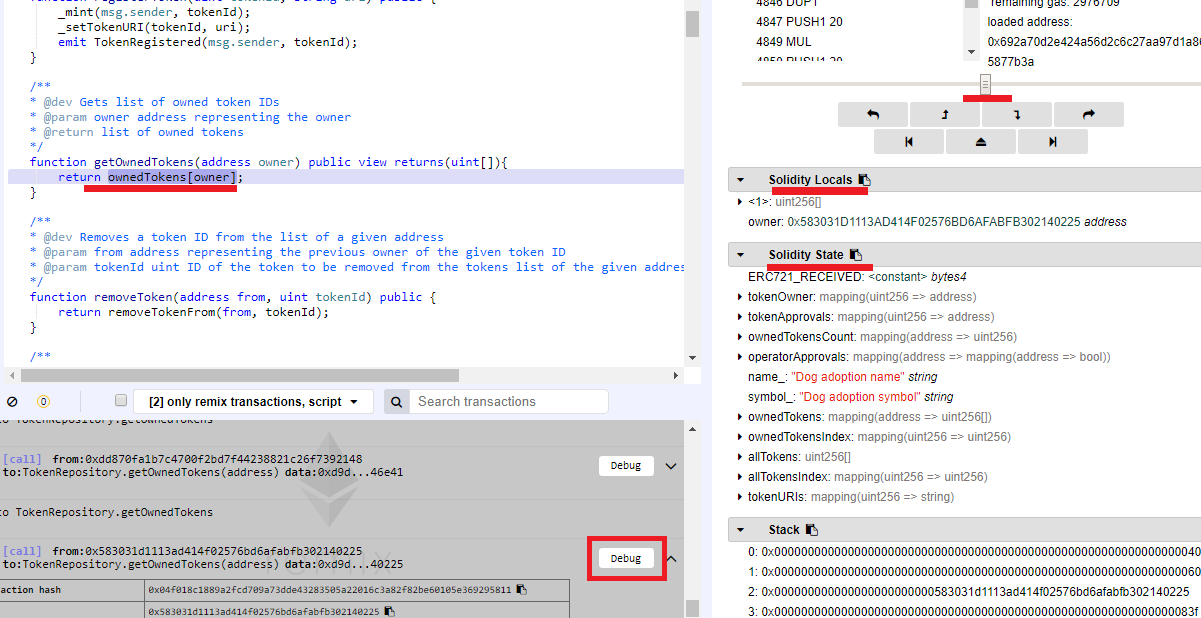 function registerToken(uint tokenId, string uri) public {
_mint(msg.sender, tokenId);
_setTokenURI(tokenId, uri);
emit TokenRegistered(msg.sender, tokenId);
}
/**
* @dev Gets list of owned token IDs
* @param owner address representing the owner
* @return list of owned tokens
*/
function getOwnedTokens(address owner) public view returns(uint[]){
return ownedTokens[owner];
}
/**
* @dev Removes a token ID from the list of a given address
* @param from address representing the previous owner of the given token ID
* @param tokenId uint ID of the token to be removed from the tokens list of the given addres
*/
function removeToken(address from, uint tokenId) public {
return removeTokenFrom(from, tokenId);
}
/**
0
[2] only remix transactions, script
Search transactions
to TokenRepository.getOwnedTokens
[call] from:0xdd870fa1b7c4700f2bd7f44238821c26f7392148
to:TokenRepository.getOwnedTokens(address) data:0xd9d...46e41
Debug
to TokenRepository.getOwnedTokens(address)
[call] from:0x583031d1113ad414f02576bd6afabfb302140225
to:TokenRepository.getOwnedTokens(address) data:0xd9d...40225
Debug
action hash 0x04f018c1889a2fcd709a73dde43283505a22016c3a82f82be60105e369295811
0x583031d1113ad414f02576bd6afabfb302140225
4846 DUP1
4847 PUSH1 20
4849 MUL
4850 PUSH1 20
remaining gas: 2976709
loaded address:
0x692a70d2e424a56d2c6c27aa97d1a86
5877b3a
Solidity Locals
<1>: uint256[]
owner: 0x583031D1113AD414F02576BD6AFABFB302140225 address
Solidity State
ERC721_RECEIVED: <constant> bytes4
tokenOwner: mapping(uint256 => address)
tokenApprovals: mapping(uint256 => address)
ownedTokensCount: mapping(address => uint256)
operatorApprovals: mapping(address => mapping(address => bool))
name_: "Dog adoption name" string
symbol_: "Dog adoption symbol" string
ownedTokens: mapping(address => uint256[])
ownedTokensIndex: mapping(uint256 => uint256)
allTokens: uint256[]
allTokensIndex: mapping(uint256 => uint256)
tokenURIs: mapping(uint256 => string)
Stack
0: 0x0000000000000000000000000000000000000000000000000000000000000040
1: 0x0000000000000000000000000000000000000000000000000000000000000060
2: 0x000000000000000000000000583031d1113ad414f02576bd6afabfb302140225
3: 0x000000000000000000000000000000000000000000000000000000000000083f